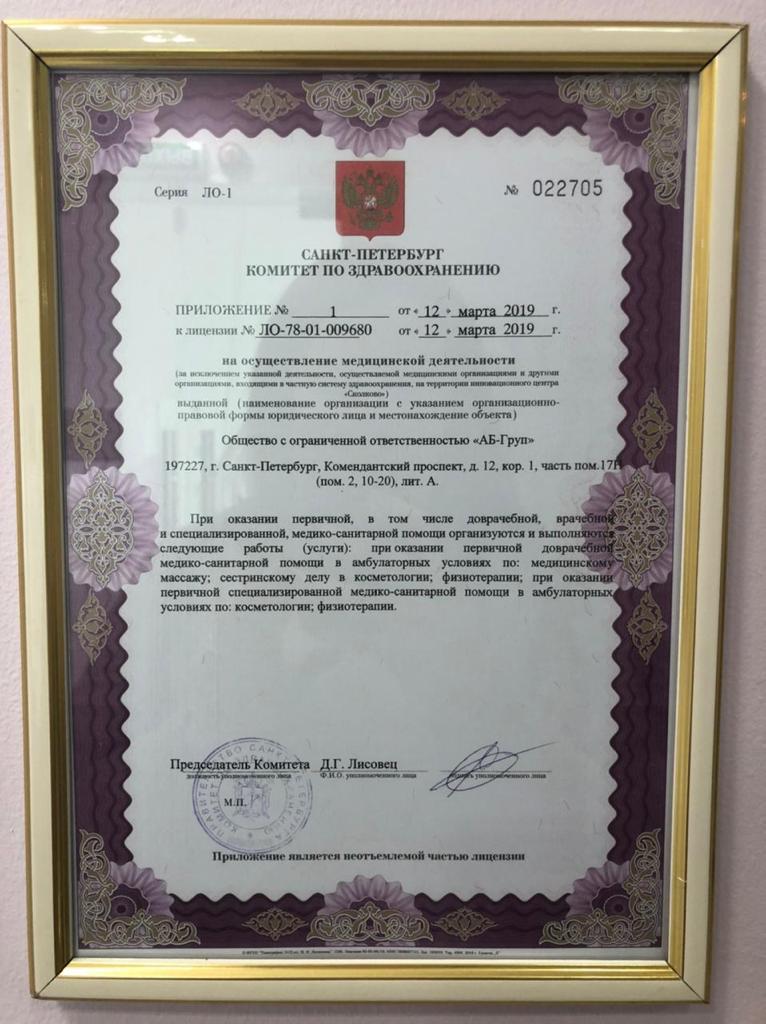 Серия ЛО-1
№ 022705
САНКТ-ПЕТЕРБУРГ
КОМИТЕТ ПО ЗДРАВООХРАНЕНИЮ
ПРИЛОЖЕНИЕ № 1 от « 12 » марта 2019 г.
к лицензии № ЛО-78-01-009680 от « 12 » марта 2019 г.
на осуществление медицинской деятельности
(за исключением указанной деятельности, осуществляемой медицинскими организациями и другими
организациями, входящими в частную систему здравоохранения, на территории инновационного центра
«Сколково»)
выданной (наименование организации с указанием организационно-
правовой формы юридического лица и местонахождение объекта)
Общество с ограниченной ответственностью «АБ-Груп»
197227, г. Санкт-Петербург, Комендантский проспект, д. 12, кор. 1, часть пом.17Н
(пом. 2, 10-20), лит. А.
При оказании первичной, в том числе доврачебной, врачебной
и специализированной, медико-санитарной помощи организуются и выполняются
следующие работы (услуги): при оказании первичной доврачебной
медико-санитарной помощи в амбулаторных условиях по: медицинскому
массажу; сестринскому делу в косметологии; физиотерапии; при оказании
первичной специализированной медико-санитарной помощи в амбулаторных
условиях по: косметологии; физиотерапии.
Председатель Комитета Д.Г. Лисовец
должность уполномоченного лица Ф.И.О. уполномоченного лица подпись уполномоченного лица
М.П.
Приложение является неотъемлемой частью лицензии